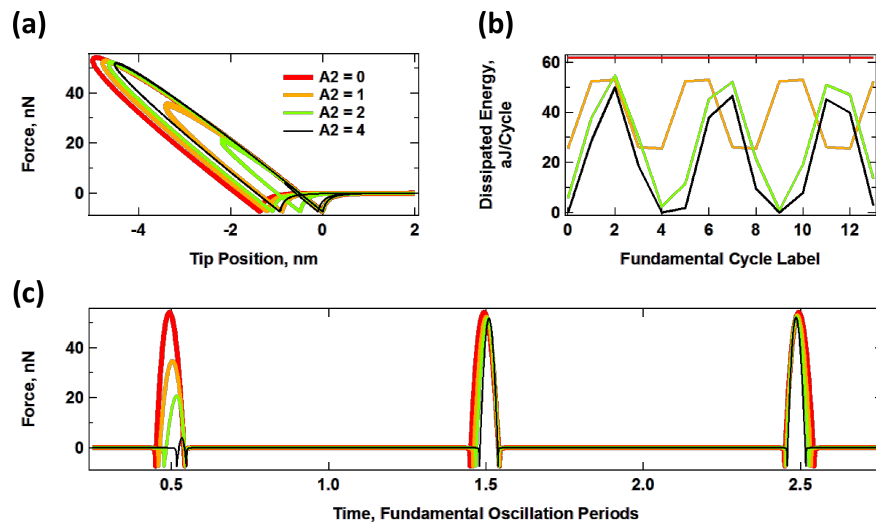 (a)
Force, nN
40
20
0
-4
-2
0
2
Tip Position, nm
A2 = 0
A2 = 1
A2 = 2
A2 = 4
(b)
Dissipated Energy,
aJ/Cycle
60
40
20
0
0
2
4
6
8
10
12
Fundamental Cycle Label
(c)
Force, nN
40
20
0
0.5
1.0
1.5
2.0
2.5
Time, Fundamental Oscillation Periods